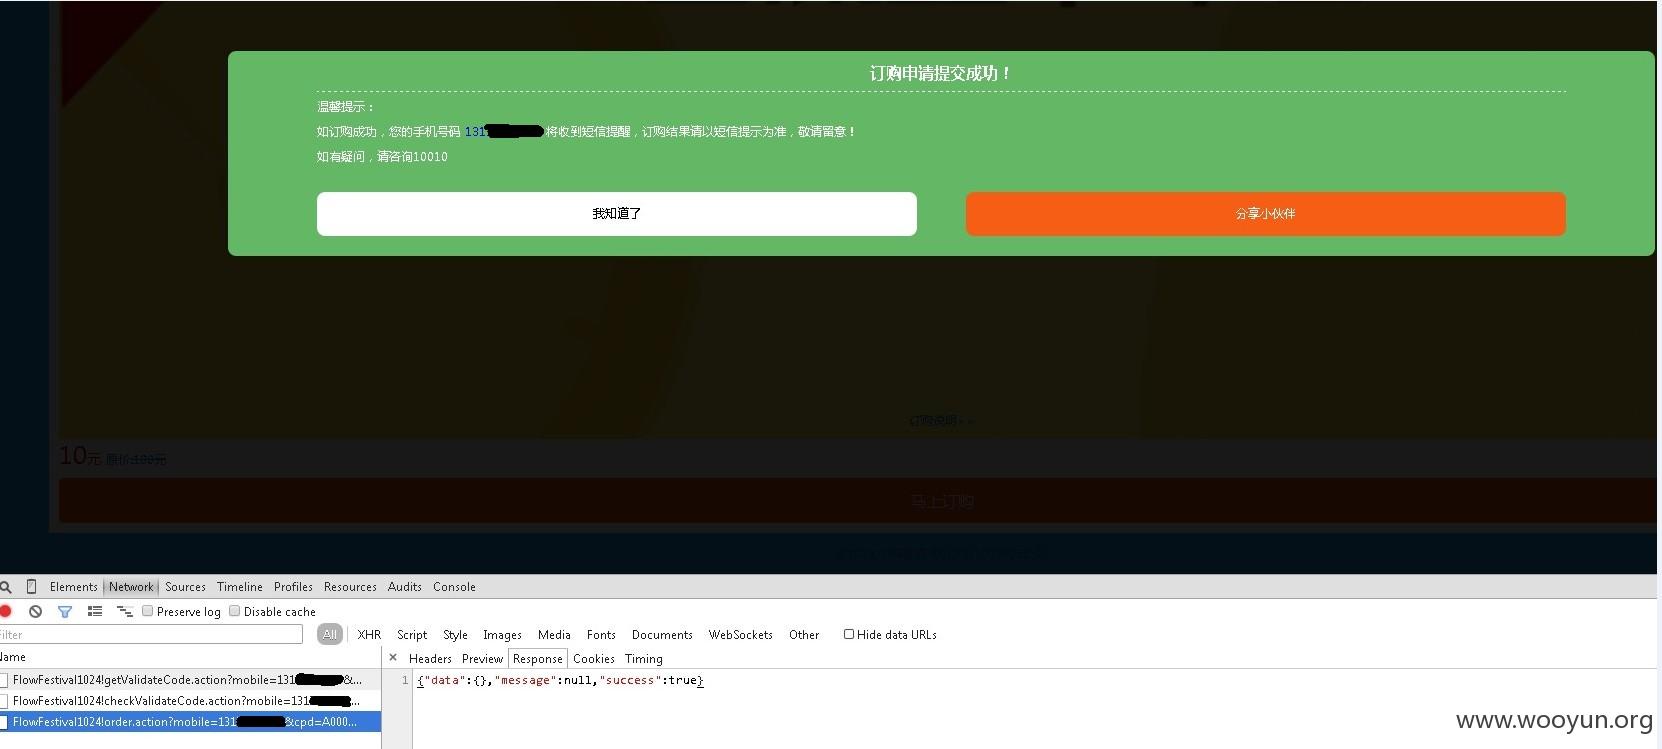 订购申请提交成功！
温馨提示：
如订购成功，您的手机号码 131 将收到短信提醒，订购结果请以短信提示为准，敬请留意！
如有疑问，请咨询10010
我知道了
分享小伙伴
订购说明>>
10元 原价:100元
马上订购
Elements Network Sources Timeline Profiles Resources Audits Console
Preserve log Disable cache
Filter
All XHR Script Style Images Media Fonts Documents WebSockets Other Hide data URLs
Name
× Headers Preview Response Cookies Timing
FlowFestival1024!getValidateCode.action?mobile=131 &...
FlowFestival1024!checkValidateCode.action?mobile=131 ...
FlowFestival1024!order.action?mobile=131 &cpd=A000...
1 {"data":{},"message":null,"success":true}
www.wooyun.org